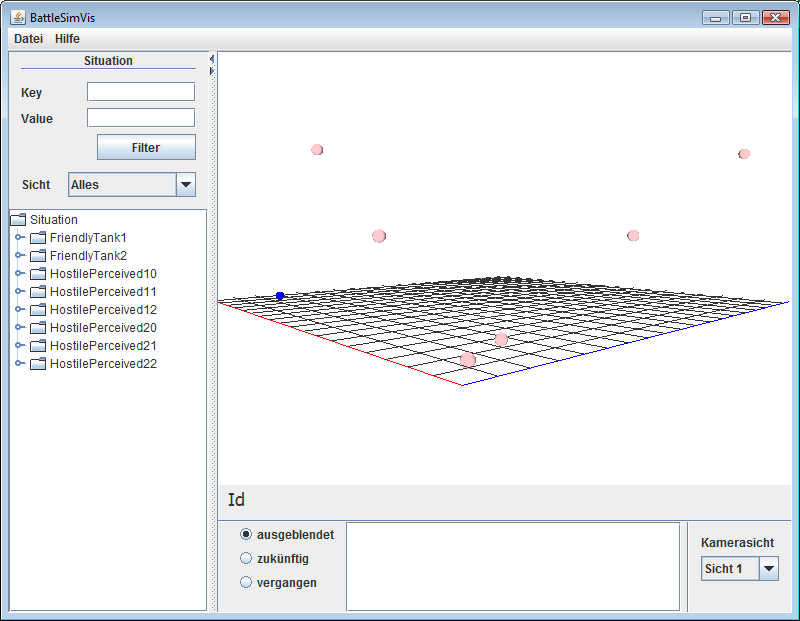 BattleSimVis
Datei Hilfe
Situation
Key
Value
Filter
Sicht Alles
Situation
FriendlyTank1
FriendlyTank2
HostilePerceived10
HostilePerceived11
HostilePerceived12
HostilePerceived20
HostilePerceived21
HostilePerceived22
Id
ausgeblendet
zukünftig
vergangen
Kamerasicht
Sicht 1